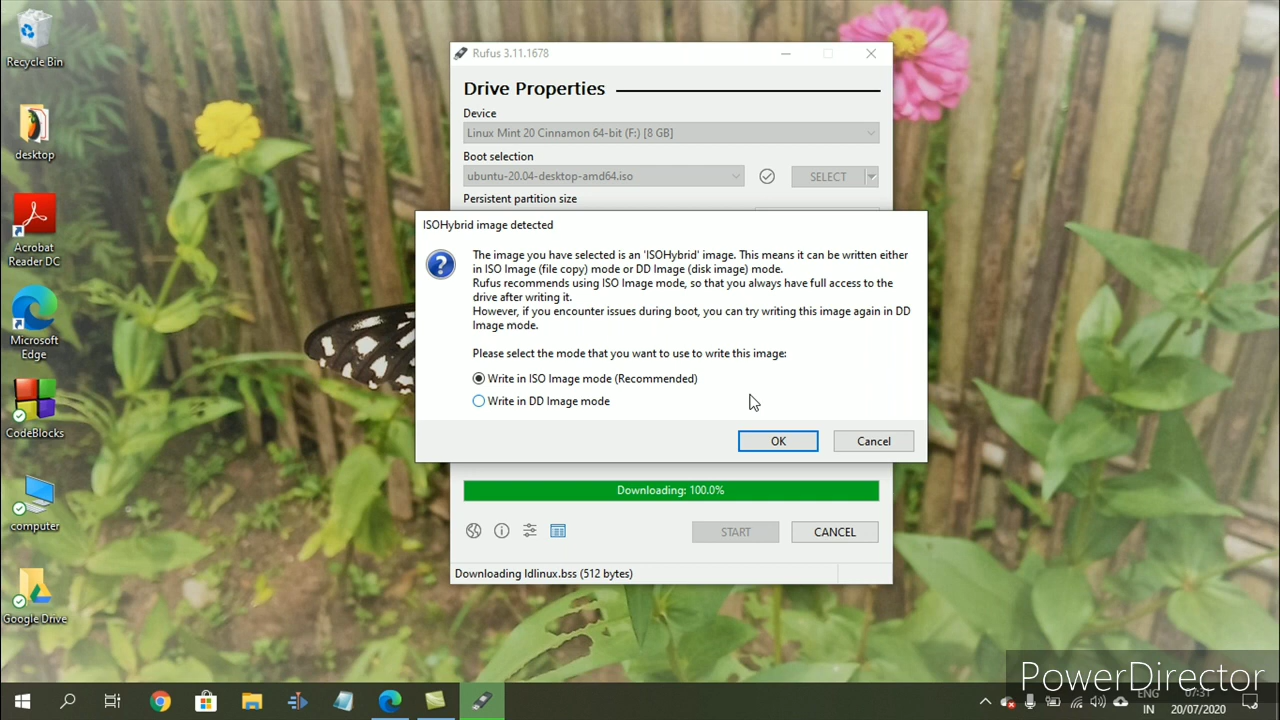 Recycle Bin
desktop
Acrobat
Reader DC
Microsoft
Edge
CodeBlocks
computer
Google Drive
Rufus 3.11.1678
Drive Properties
Device
Linux Mint 20 Cinnamon 64-bit (F:) [8 GB]
Boot selection
ubuntu-20.04-desktop-amd64.iso
SELECT
Persistent partition size
ISOHybrid image detected
The image you have selected is an 'ISOHybrid' image. This means it can be written either
in ISO Image (file copy) mode or DD Image (disk image) mode.
Rufus recommends using ISO Image mode, so that you always have full access to the
drive after writing it.
However, if you encounter issues during boot, you can try writing this image again in DD
Image mode.
Please select the mode that you want to use to write this image:
Write in ISO Image mode (Recommended)
Write in DD Image mode
OK
Cancel
Downloading: 100.0%
START
CANCEL
Downloading ldlinux.bss (512 bytes)
PowerDirector
ENG
07:31
IN
20/07/2020